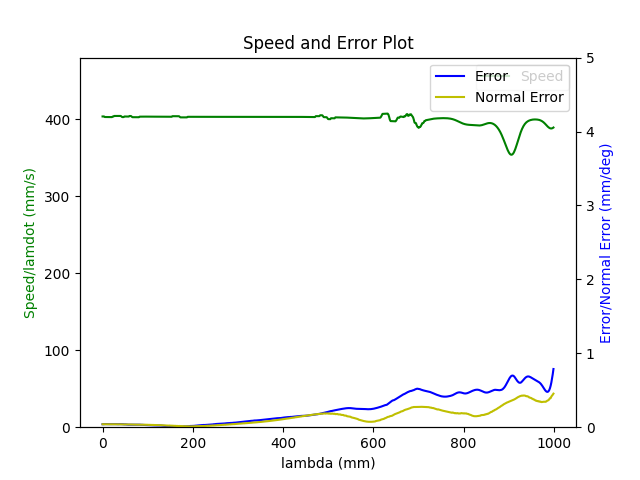 Speed and Error Plot
Error
Speed
Normal Error
400
300
200
100
0
5
4
3
2
1
0
0
200
400
600
800
1000
lambda (mm)
Speed/lamdot (mm/s)
Error/Normal Error (mm/deg)